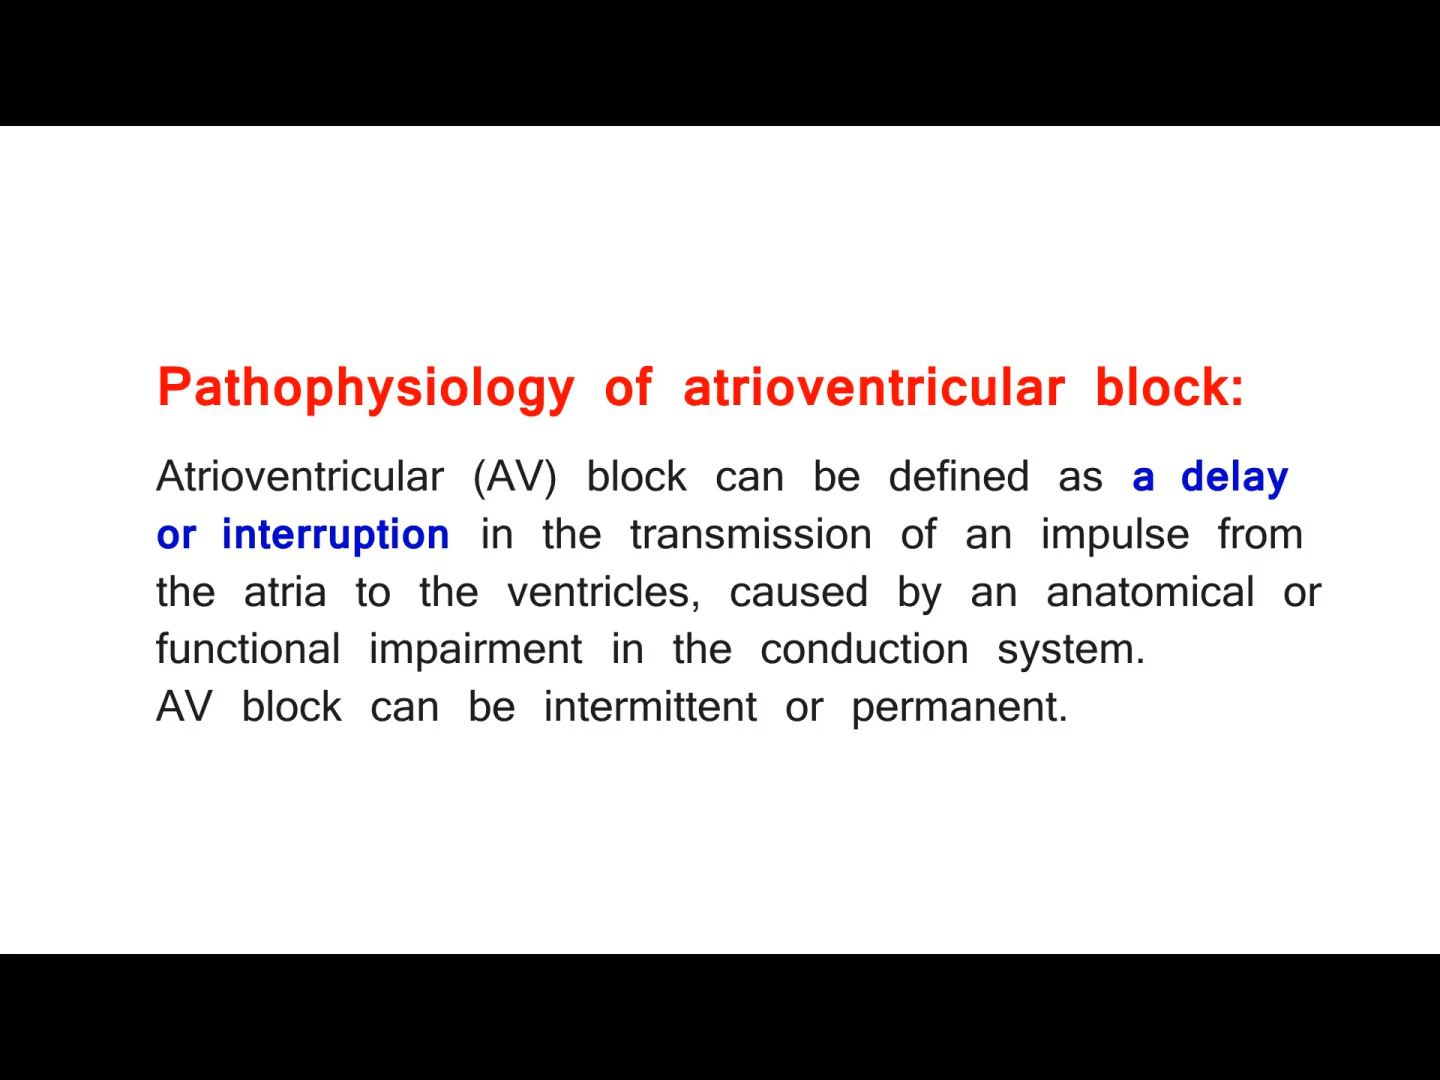 Pathophysiology of atrioventricular block:
Atrioventricular (AV) block can be defined as a delay
or interruption in the transmission of an impulse from
the atria to the ventricles, caused by an anatomical or
functional impairment in the conduction system.
AV block can be intermittent or permanent.